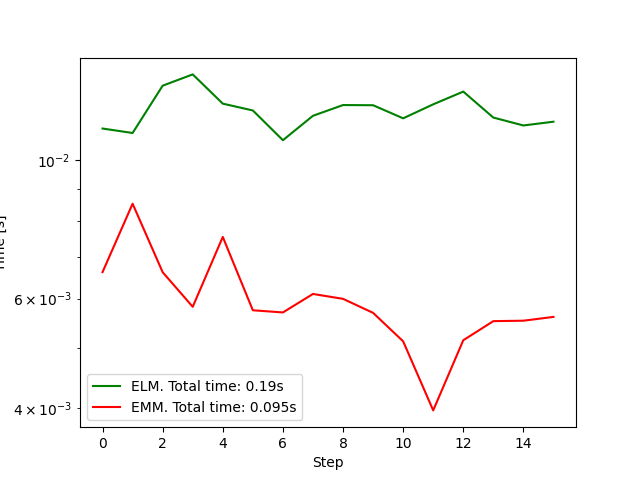 10⁻²
6 × 10⁻³
4 × 10⁻³
ELM. Total time: 0.19s
EMM. Total time: 0.095s
0 2 4 6 8 10 12 14
Step
[s]